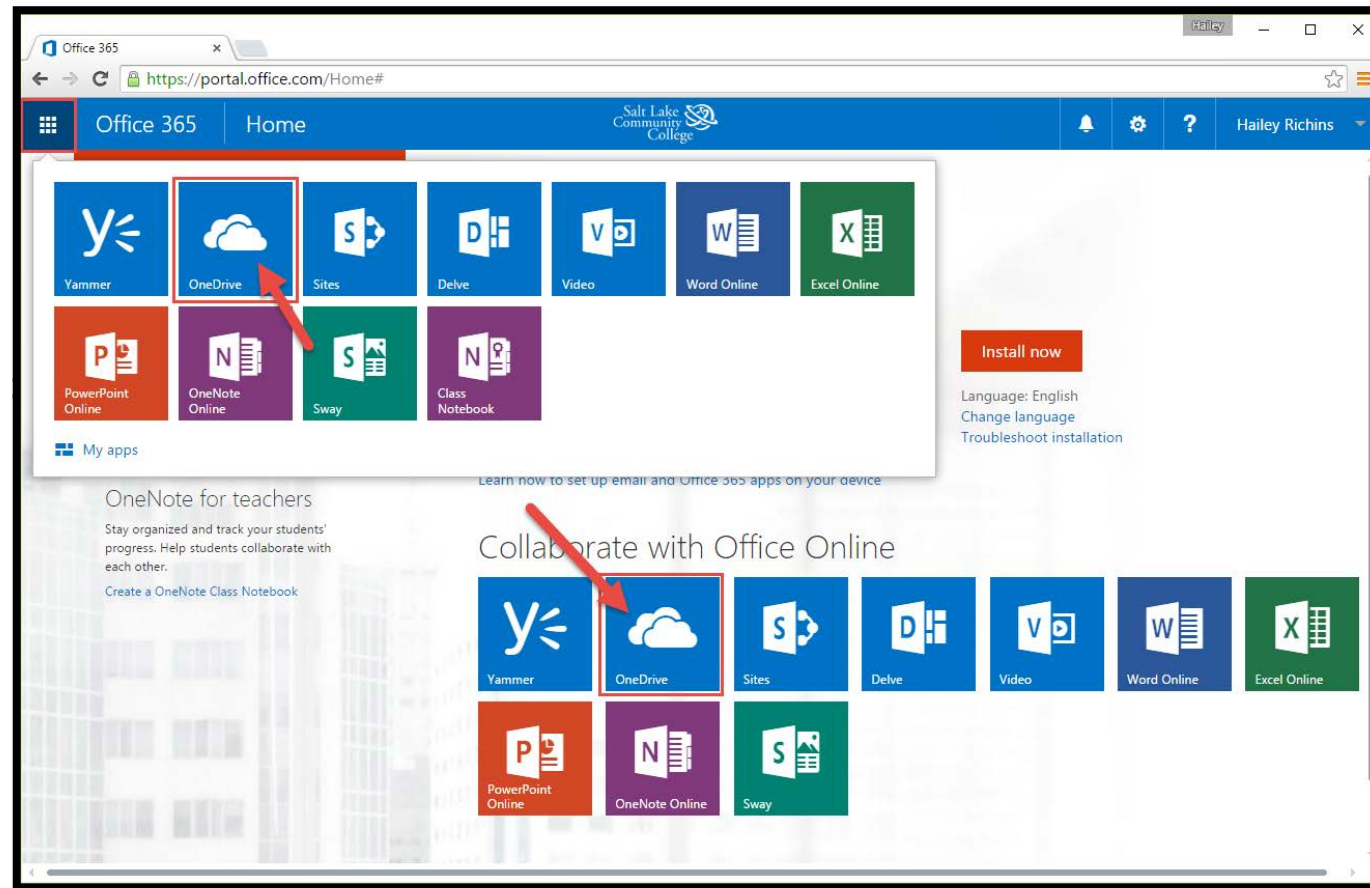 Hailey
Office 365
https://portal.office.com/Home#
Office 365
Home
Salt Lake
Community
College
?
Hailey Richins
Yammer
OneDrive
Sites
Delve
Video
Word Online
Excel Online
PowerPoint
Online
OneNote
Online
Sway
Class
Notebook
My apps
Install now
Language: English
Change language
Troubleshoot installation
Learn how to set up email and Office 365 apps on your device
OneNote for teachers
Stay organized and track your students'
progress. Help students collaborate with
each other.
Create a OneNote Class Notebook
Collaborate with Office Online
Yammer
OneDrive
Sites
Delve
Video
Word Online
Excel Online
PowerPoint
Online
OneNote Online
Sway